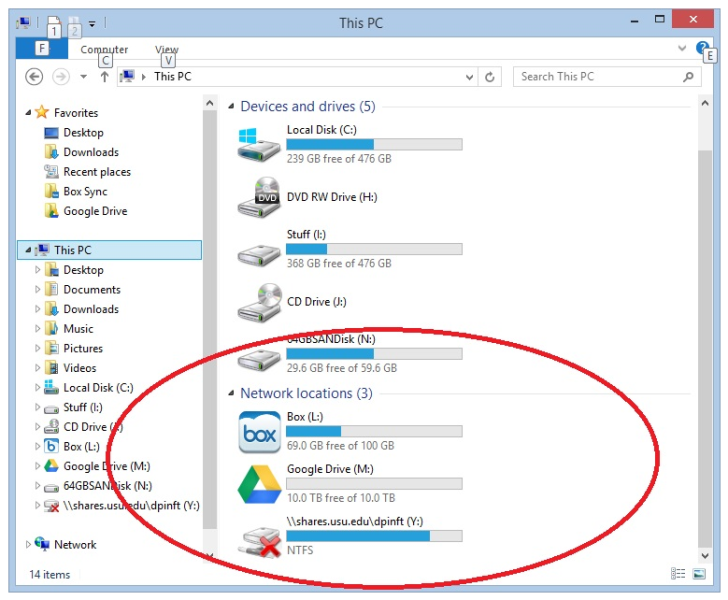 This PC
1
2
F
Computer
View
C
V
E
This PC
Search This PC
Favorites
Desktop
Downloads
Recent places
Box Sync
Google Drive
This PC
Desktop
Documents
Downloads
Music
Pictures
Videos
Local Disk (C:)
Stuff (I:)
CD Drive (J:)
Box (L:)
Google Drive (M:)
64GBSANDisk (N:)
\\shares.usu.edu\dpinft (Y:)
Network
Devices and drives (5)
Local Disk (C:)
239 GB free of 476 GB
DVD
DVD RW Drive (H:)
Stuff (I:)
368 GB free of 476 GB
CD Drive (J:)
64GBSANDisk (N:)
29.6 GB free of 59.6 GB
Network locations (3)
box
Box (L:)
69.0 GB free of 100 GB
Google Drive (M:)
10.0 TB free of 10.0 TB
\\shares.usu.edu\dpinft (Y:)
NTFS
14 items